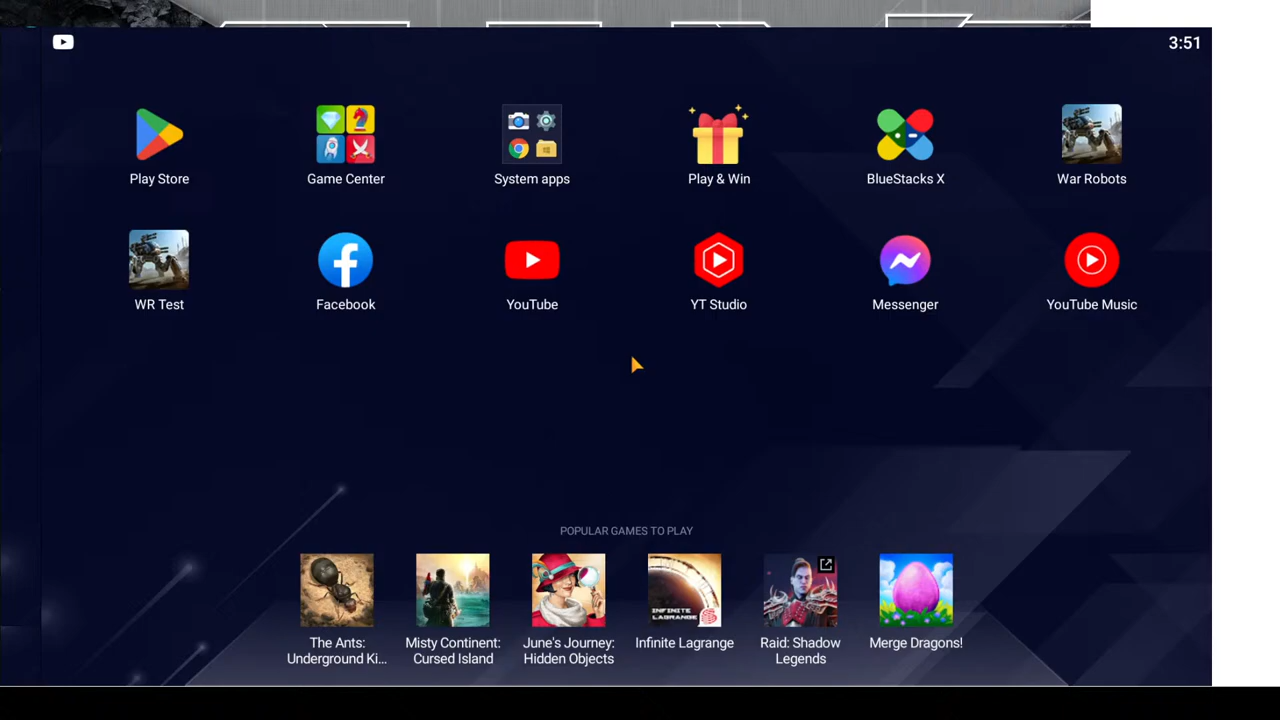 3:51
Play Store
Game Center
System apps
Play & Win
BlueStacks X
War Robots
WR Test
Facebook
YouTube
YT Studio
Messenger
YouTube Music
POPULAR GAMES TO PLAY
INFINITE
LAGRANGE
The Ants:
Underground Ki...
Misty Continent:
Cursed Island
June's Journey:
Hidden Objects
Infinite Lagrange
Raid: Shadow
Legends
Merge Dragons!